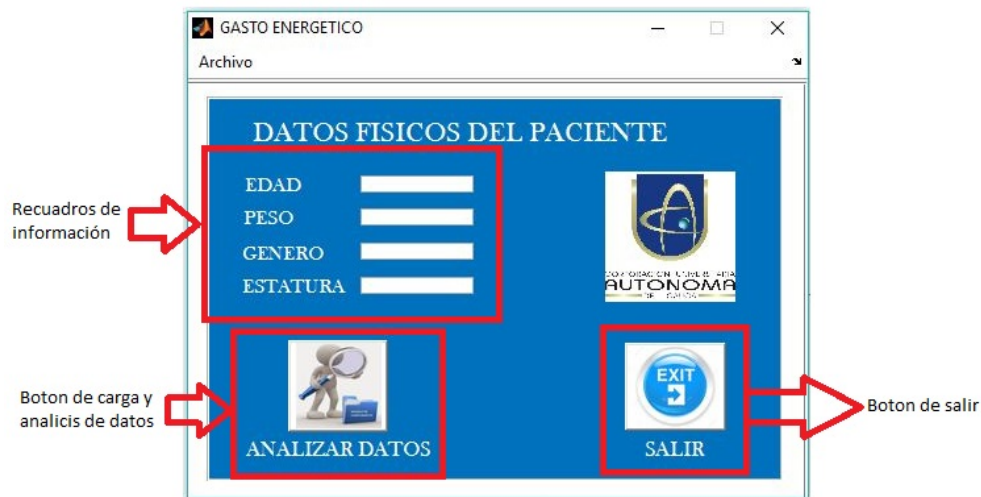 GASTO ENERGETICO
Archivo
DATOS FISICOS DEL PACIENTE
EDAD
PESO
GENERO
ESTATURA
Recuadros de
información
AUTONOMA
EXIT
ANALIZAR DATOS
SALIR
Boton de carga y
analicis de datos
Boton de salir